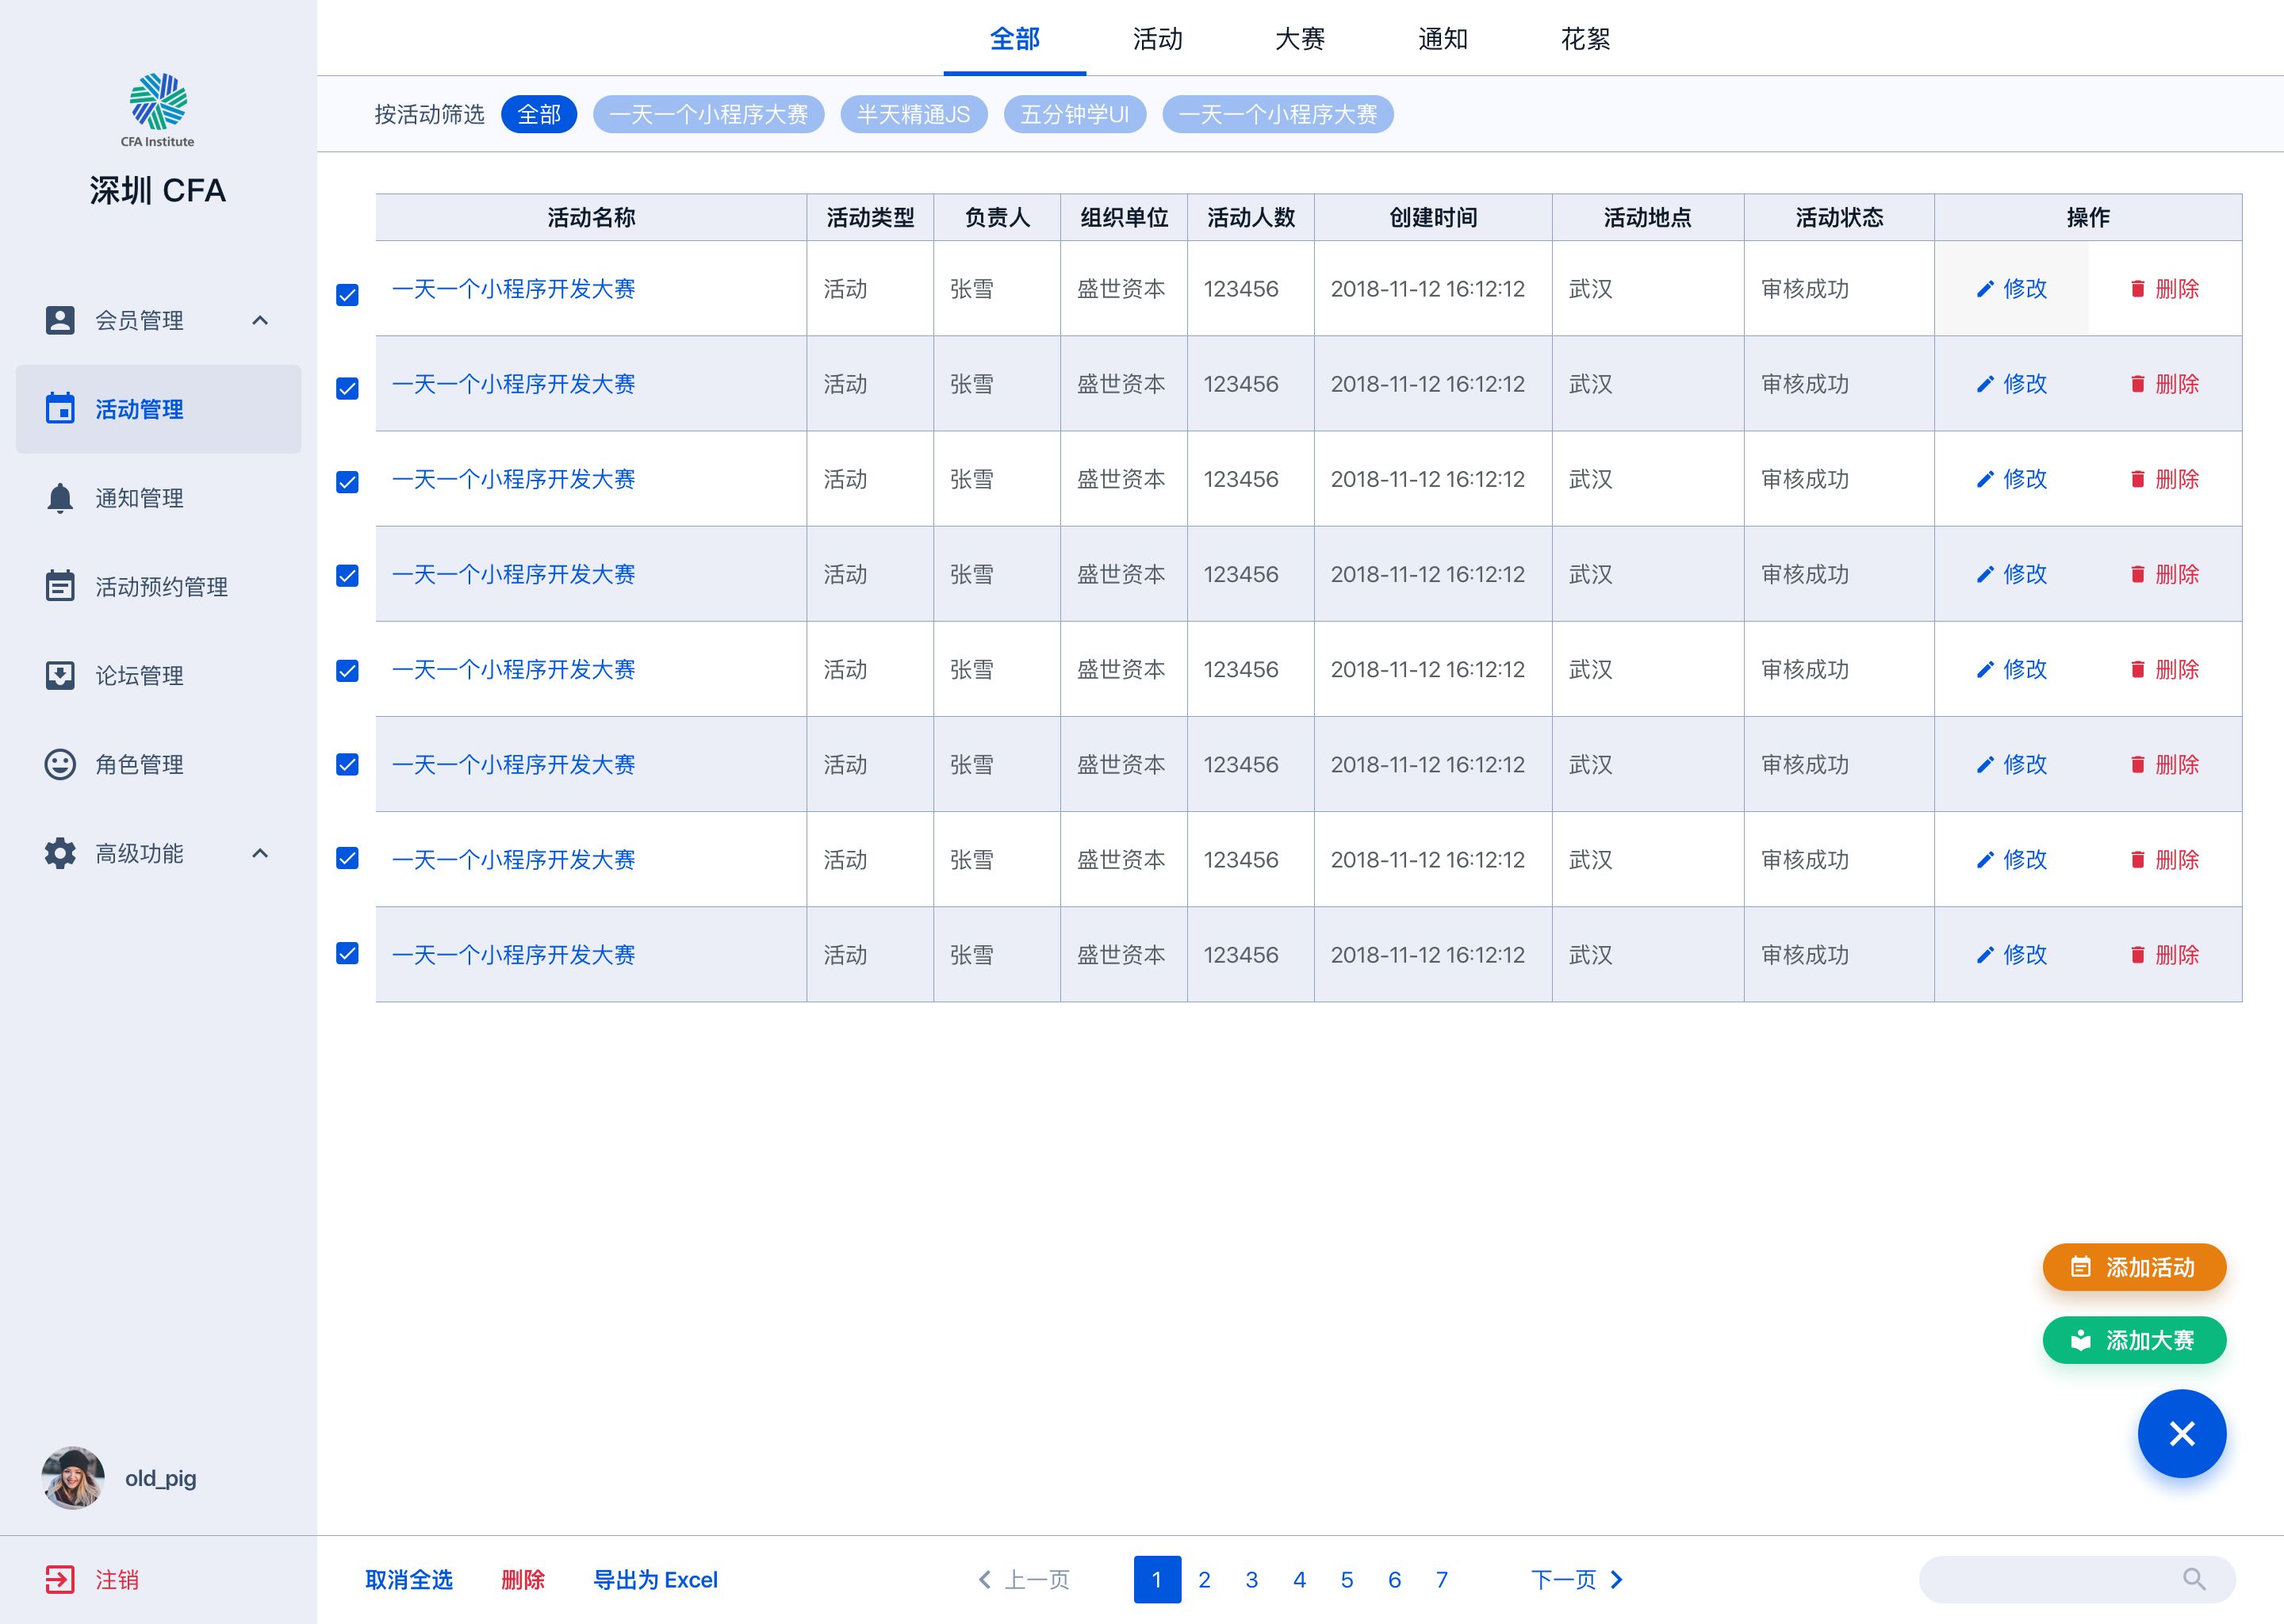 CFA Institute
深圳 CFA
会员管理
活动管理
通知管理
活动预约管理
论坛管理
角色管理
高级功能
old_pig
注销
全部 活动 大赛 通知 花絮
按活动筛选 全部 一天一个小程序大赛 半天精通JS 五分钟学UI 一天一个小程序大赛
活动名称 活动类型 负责人 组织单位 活动人数 创建时间 活动地点 活动状态 操作
一天一个小程序开发大赛 活动 张雪 盛世资本 123456 2018-11-12 16:12:12 武汉 审核成功 修改 删除
一天一个小程序开发大赛 活动 张雪 盛世资本 123456 2018-11-12 16:12:12 武汉 审核成功 修改 删除
一天一个小程序开发大赛 活动 张雪 盛世资本 123456 2018-11-12 16:12:12 武汉 审核成功 修改 删除
一天一个小程序开发大赛 活动 张雪 盛世资本 123456 2018-11-12 16:12:12 武汉 审核成功 修改 删除
一天一个小程序开发大赛 活动 张雪 盛世资本 123456 2018-11-12 16:12:12 武汉 审核成功 修改 删除
一天一个小程序开发大赛 活动 张雪 盛世资本 123456 2018-11-12 16:12:12 武汉 审核成功 修改 删除
一天一个小程序开发大赛 活动 张雪 盛世资本 123456 2018-11-12 16:12:12 武汉 审核成功 修改 删除
一天一个小程序开发大赛 活动 张雪 盛世资本 123456 2018-11-12 16:12:12 武汉 审核成功 修改 删除
添加活动
添加大赛
取消全选 删除 导出为 Excel 上一页 1 2 3 4 5 6 7 下一页